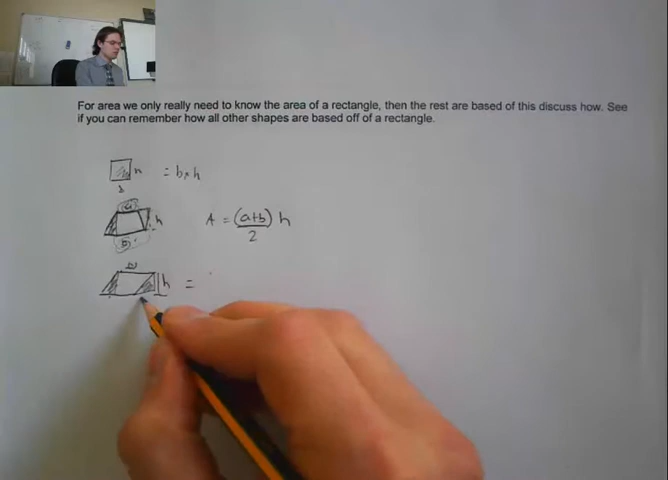 For area we only really need to know the area of a rectangle, then the rest are based of this discuss how. See
if you can remember how all other shapes are based off of a rectangle.
h = b×h
b
a
h A = (a+b)/2 h
b
b
h =